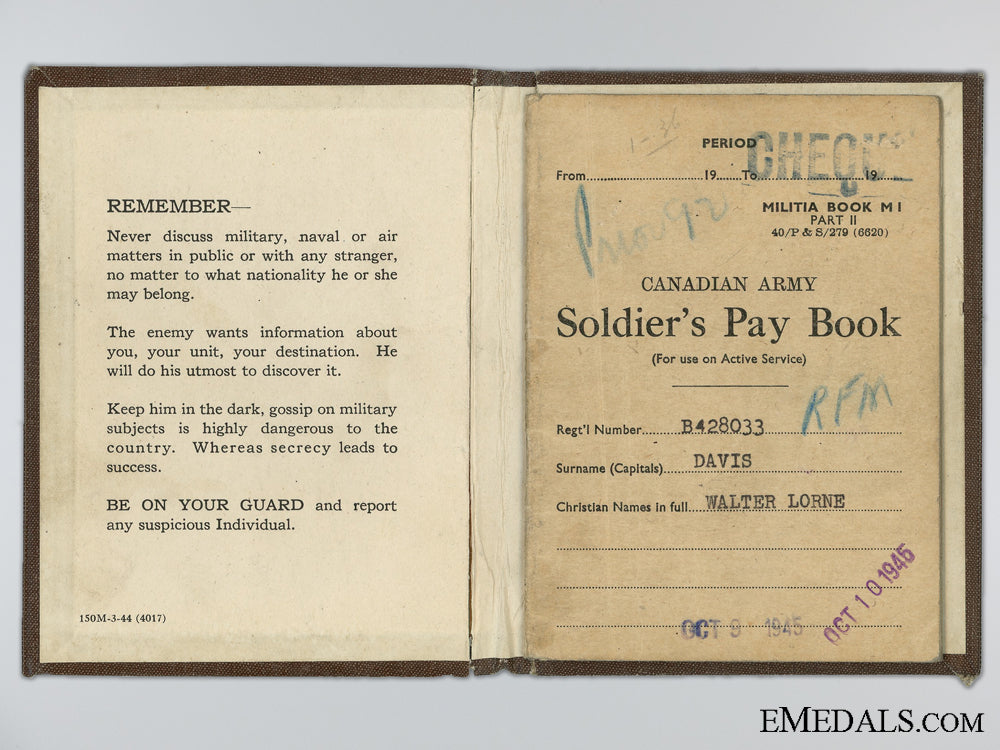 REMEMBER—
Never discuss military, naval or air
matters in public or with any stranger,
no matter to what nationality he or she
may belong.
The enemy wants information about
you, your unit, your destination. He
will do his utmost to discover it.
Keep him in the dark, gossip on military
subjects is highly dangerous to the
country. Whereas secrecy leads to
success.
BE ON YOUR GUARD and report
any suspicious Individual.
150M-3-44 (4017)
PERIOD
From 19 To 19
MILITIA BOOK M I
PART II
40/P & S/279 (6620)
CANADIAN ARMY
Soldier's Pay Book
(For use on Active Service)
RFM
Regt'l Number B428033
Surname (Capitals) DAVIS
Christian Names in full WALTER LORNE
OCT 9 1945
OCT 10 1945
EMEDALS.COM